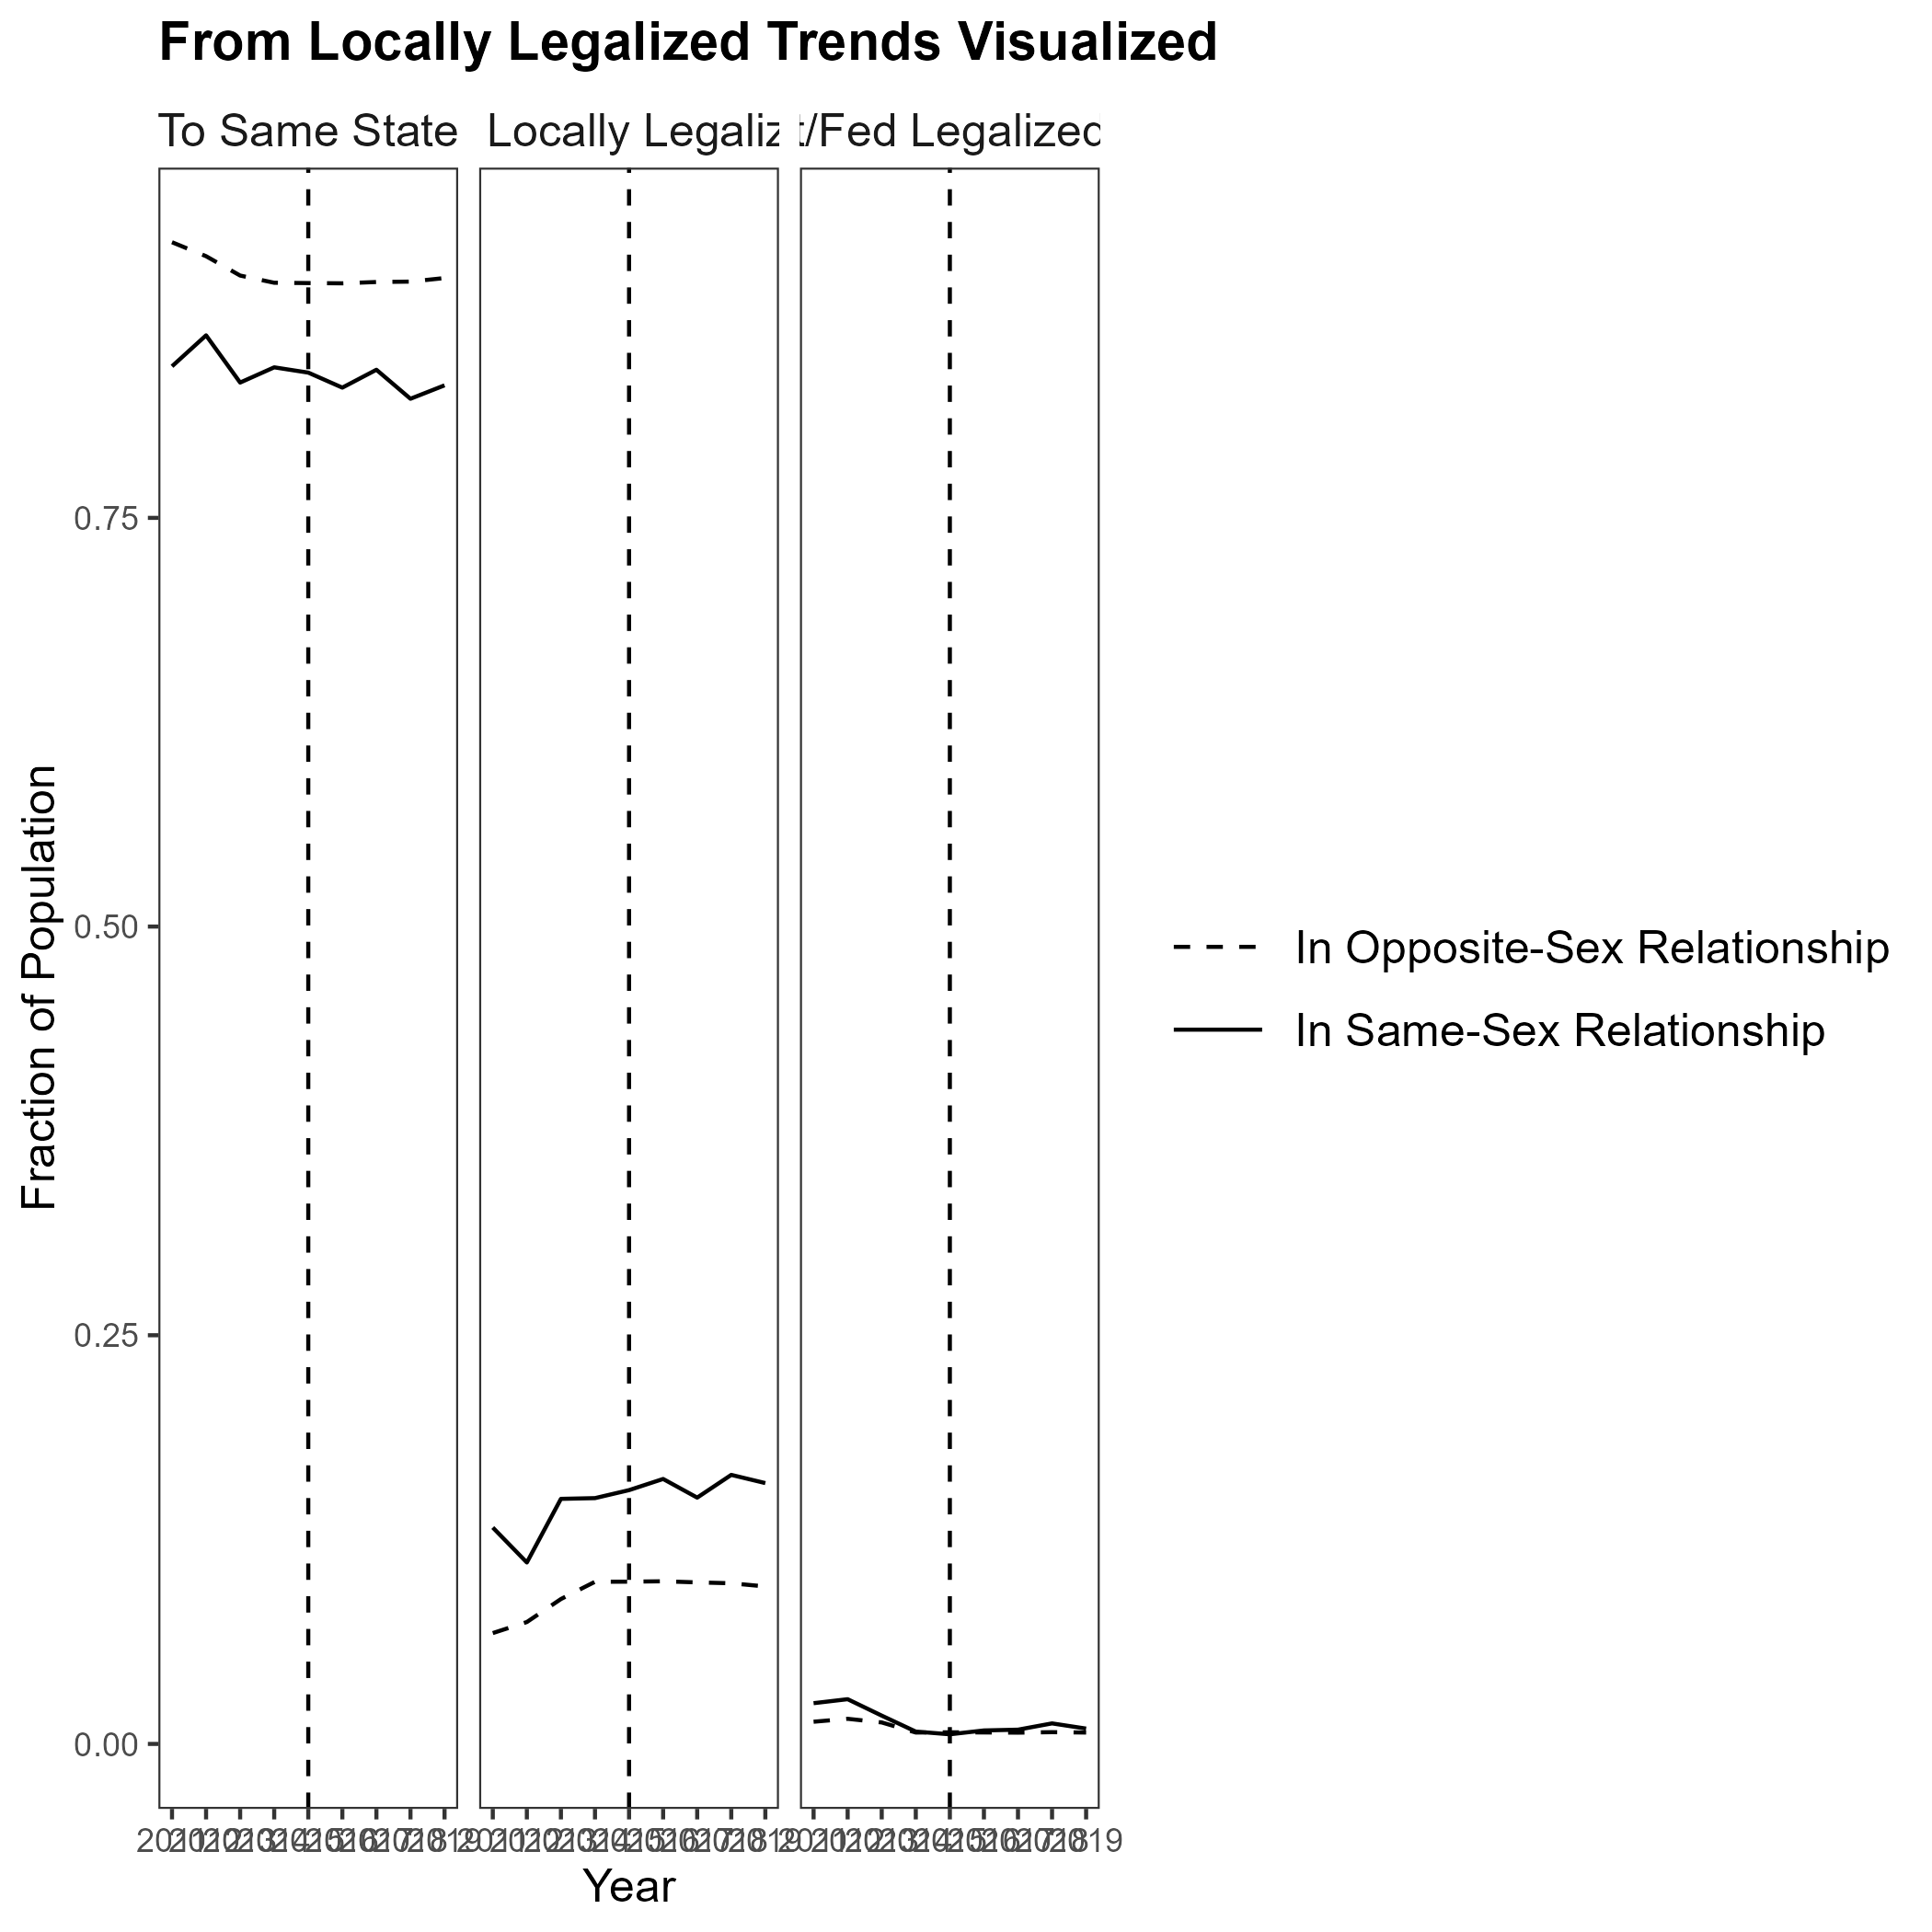 From Locally Legalized Trends Visualized
To Same State
Locally Legaliz
t/Fed Legalized
0.75
0.50
0.25
0.00
Fraction of Population
Year
In Opposite-Sex Relationship
In Same-Sex Relationship